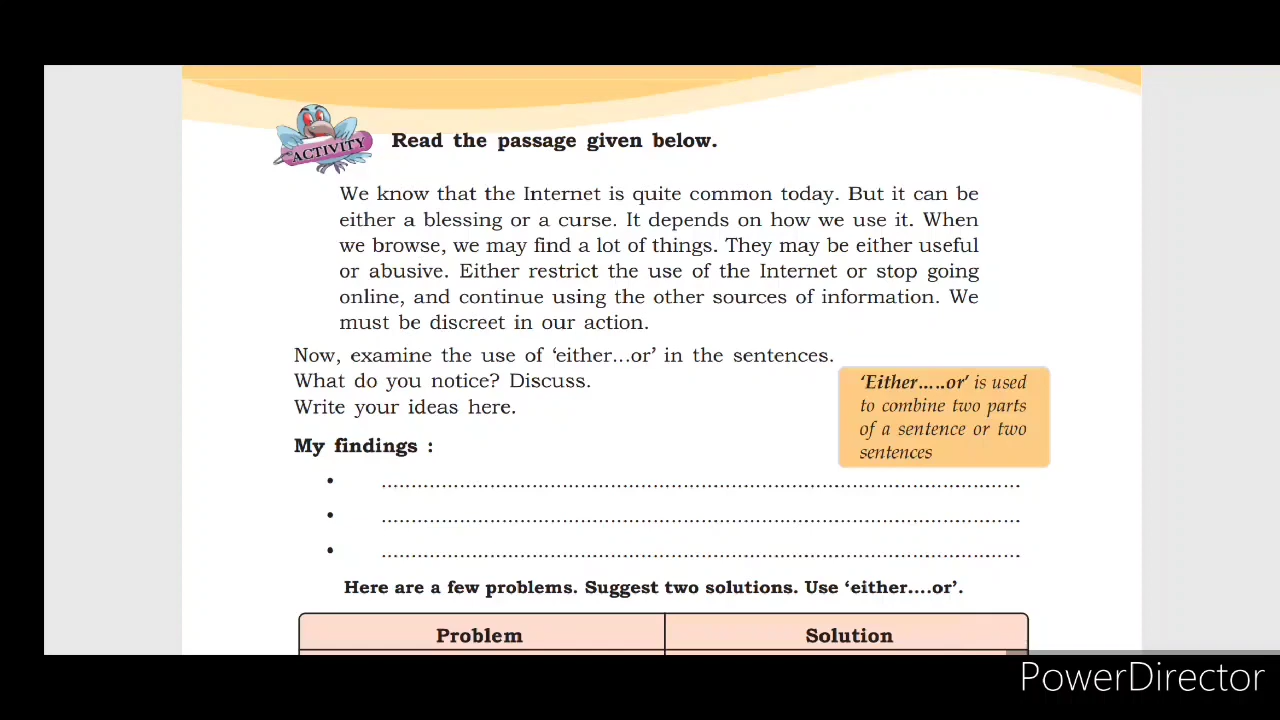 ACTIVITY
Read the passage given below.
We know that the Internet is quite common today. But it can be
either a blessing or a curse. It depends on how we use it. When
we browse, we may find a lot of things. They may be either useful
or abusive. Either restrict the use of the Internet or stop going
online, and continue using the other sources of information. We
must be discreet in our action.
Now, examine the use of ‘either...or’ in the sentences.
What do you notice? Discuss.
Write your ideas here.
‘Either.....or’ is used
to combine two parts
of a sentence or two
sentences
My findings :
Here are a few problems. Suggest two solutions. Use ‘either....or’.
Problem
Solution
PowerDirector